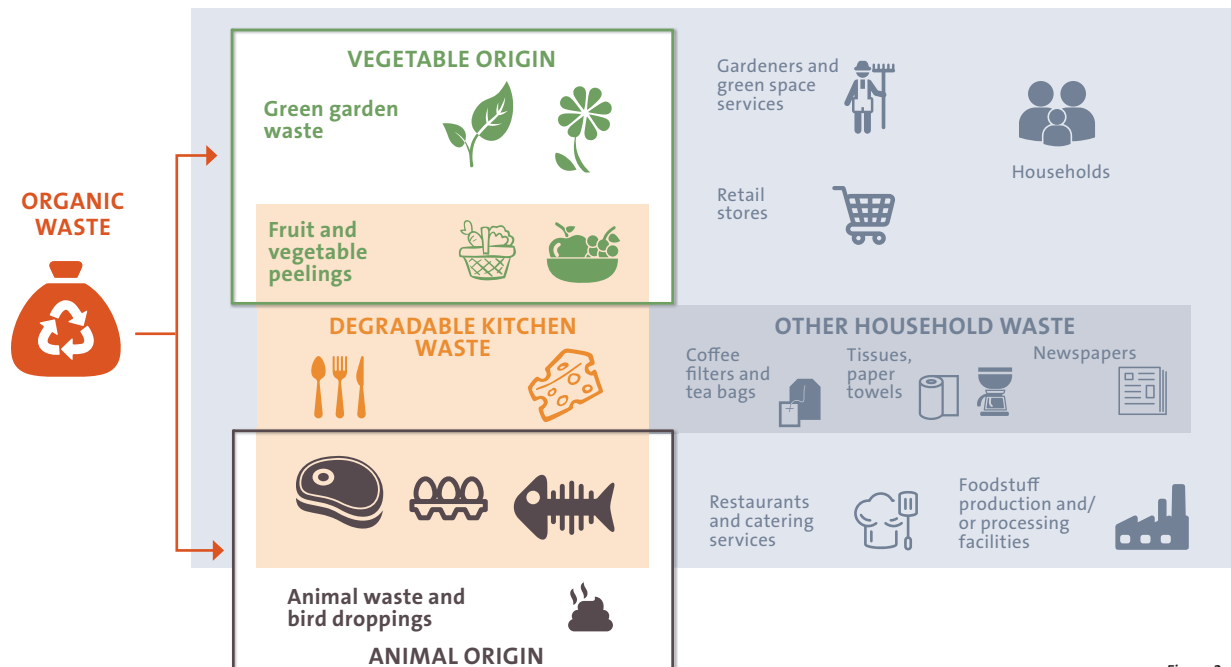 ORGANIC
WASTE
VEGETABLE ORIGIN
Green garden
waste
Fruit and
vegetable
peelings
DEGRADABLE KITCHEN
WASTE
Animal waste and
bird droppings
ANIMAL ORIGIN
Gardeners and
green space
services
Households
Retail
stores
OTHER HOUSEHOLD WASTE
Coffee
filters and
tea bags
Tissues,
paper
towels
Newspapers
Restaurants
and catering
services
Foodstuff
production and/
or processing
facilities